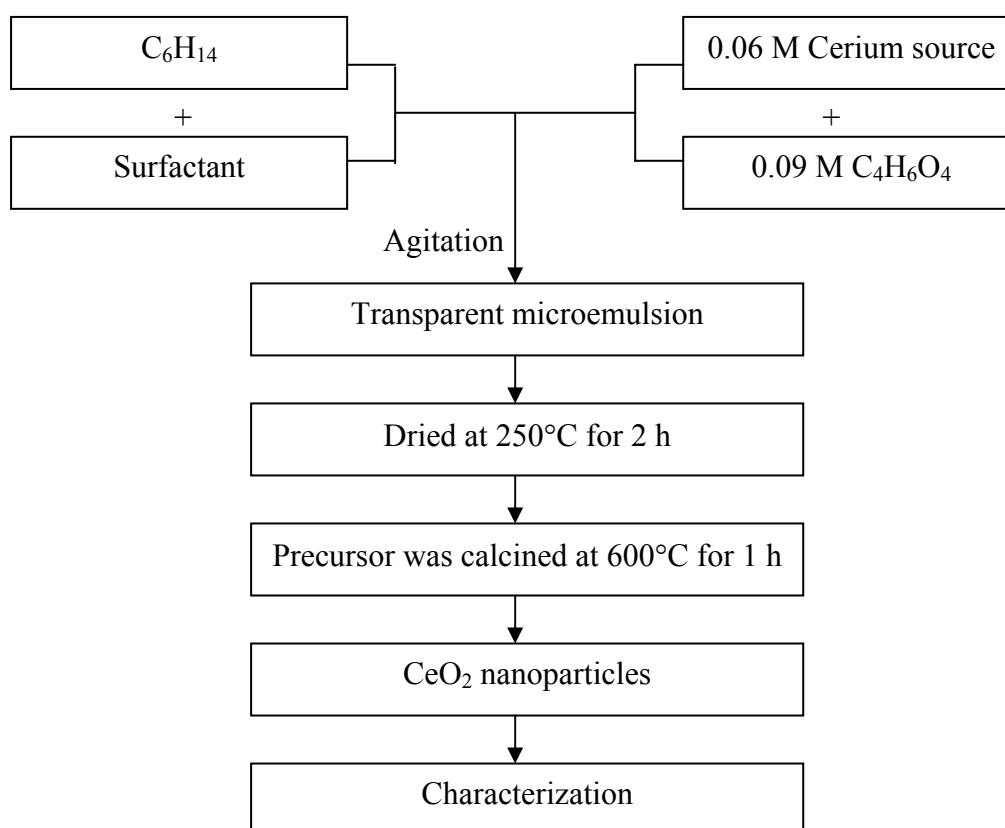 C₆H₁₄
+
Surfactant
0.06 M Cerium source
+
0.09 M C₄H₆O₄
Agitation
Transparent microemulsion
Dried at 250°C for 2 h
Precursor was calcined at 600°C for 1 h
CeO₂ nanoparticles
Characterization